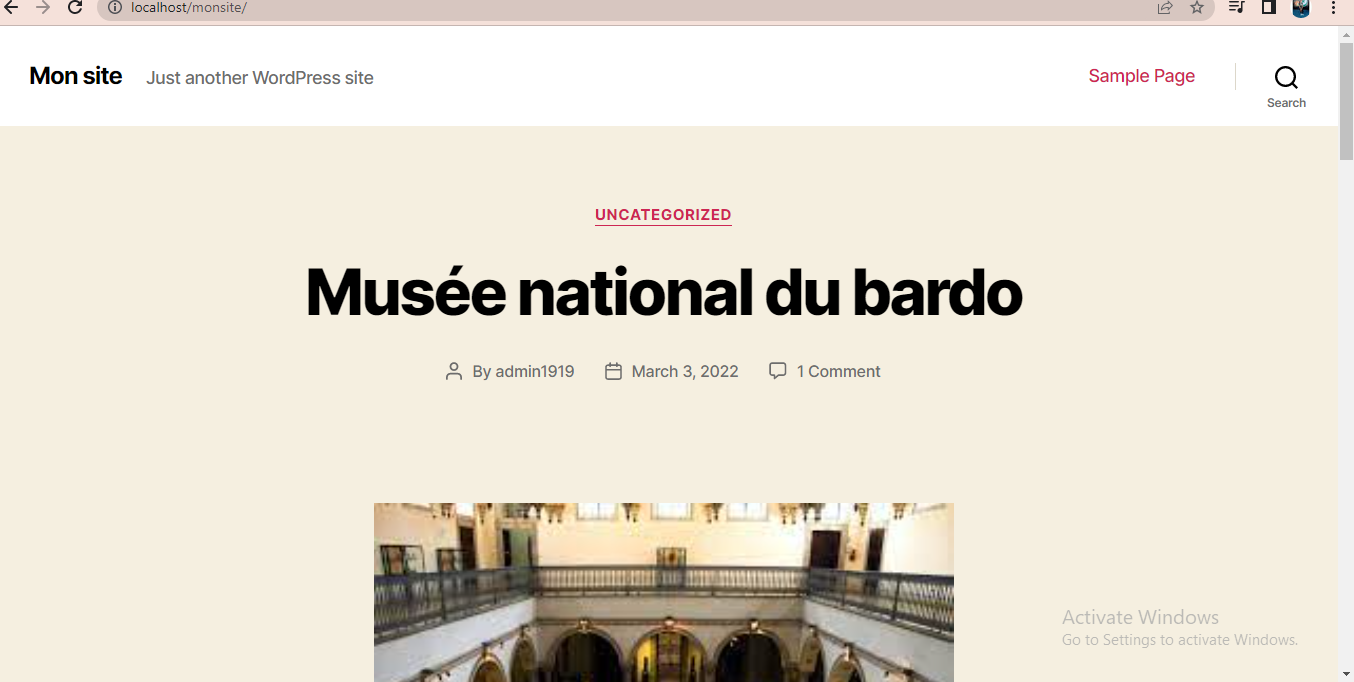 localhost/monsite/
Mon site Just another WordPress site Sample Page
Search
UNCATEGORIZED
Musée national du bardo
By admin1919 March 3, 2022 1 Comment
Activate Windows
Go to Settings to activate Windows.